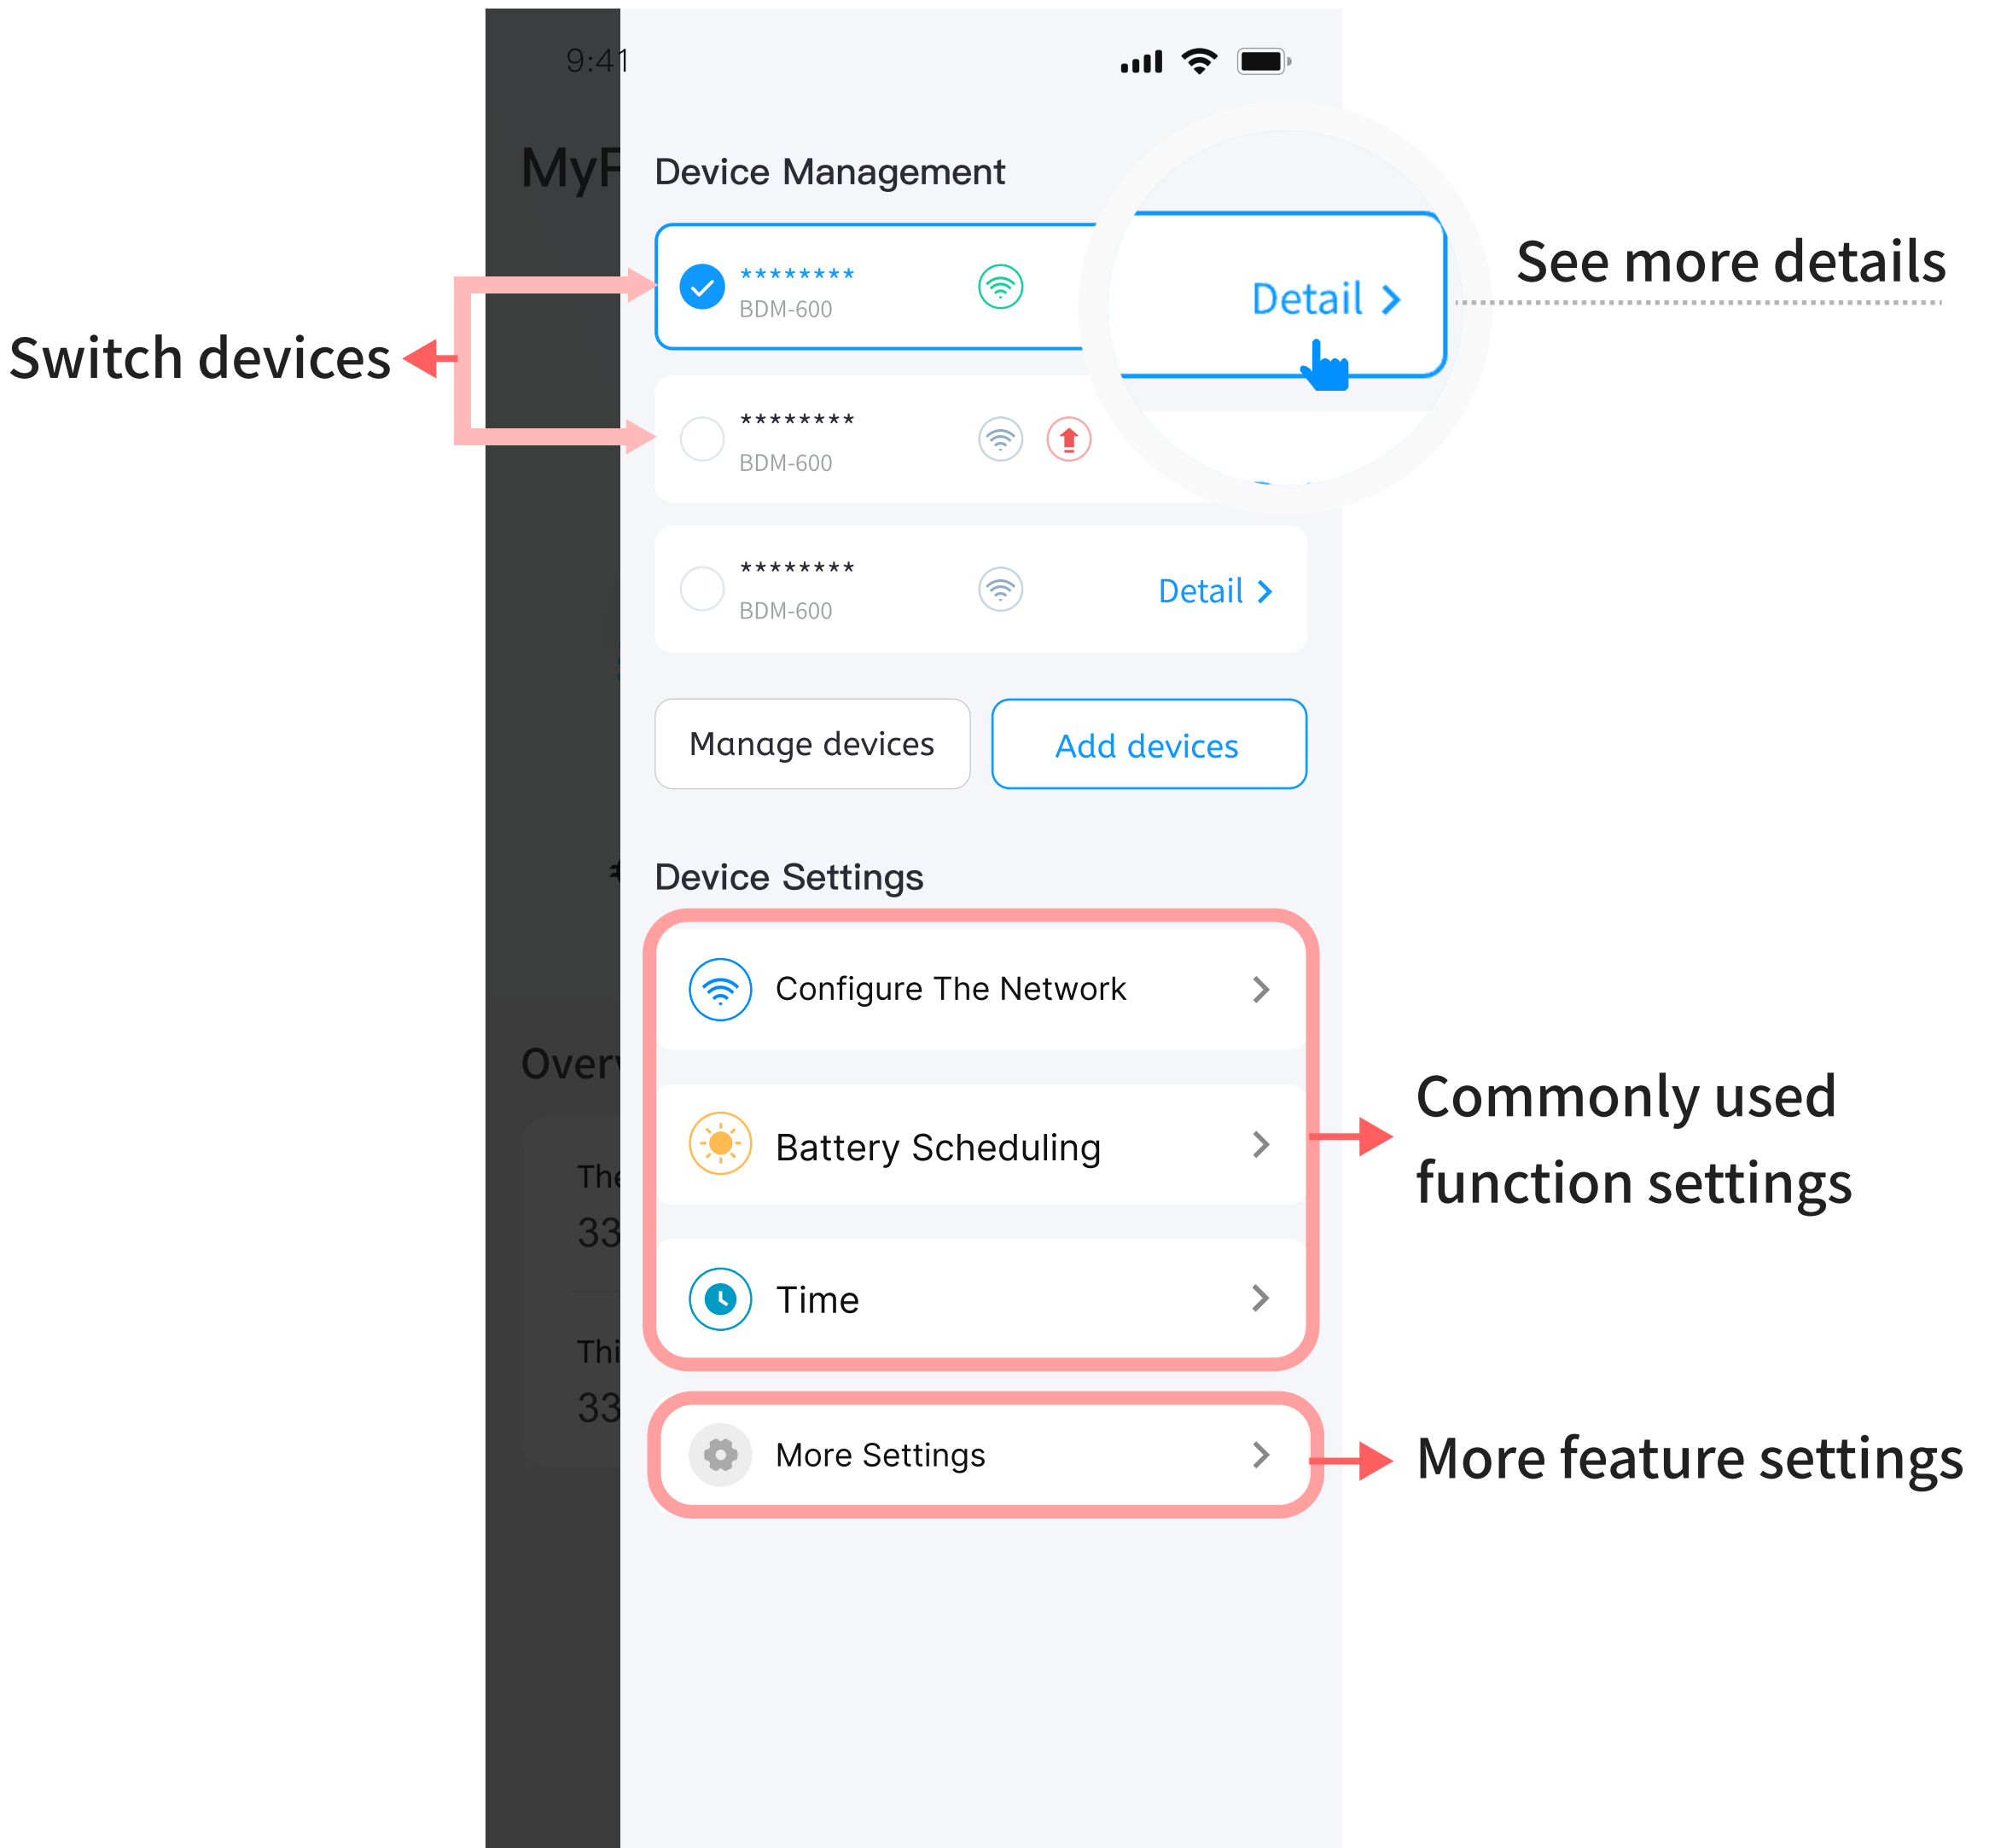 9:41
MyF
Device Management
********
BDM-600
Detail
See more details
Switch devices
********
BDM-600
********
BDM-600
Detail
Manage devices
Add devices
Device Settings
Configure The Network
Overv
Battery Scheduling
Commonly used
function settings
The
33
Time
Thi
33
More Settings
More feature settings